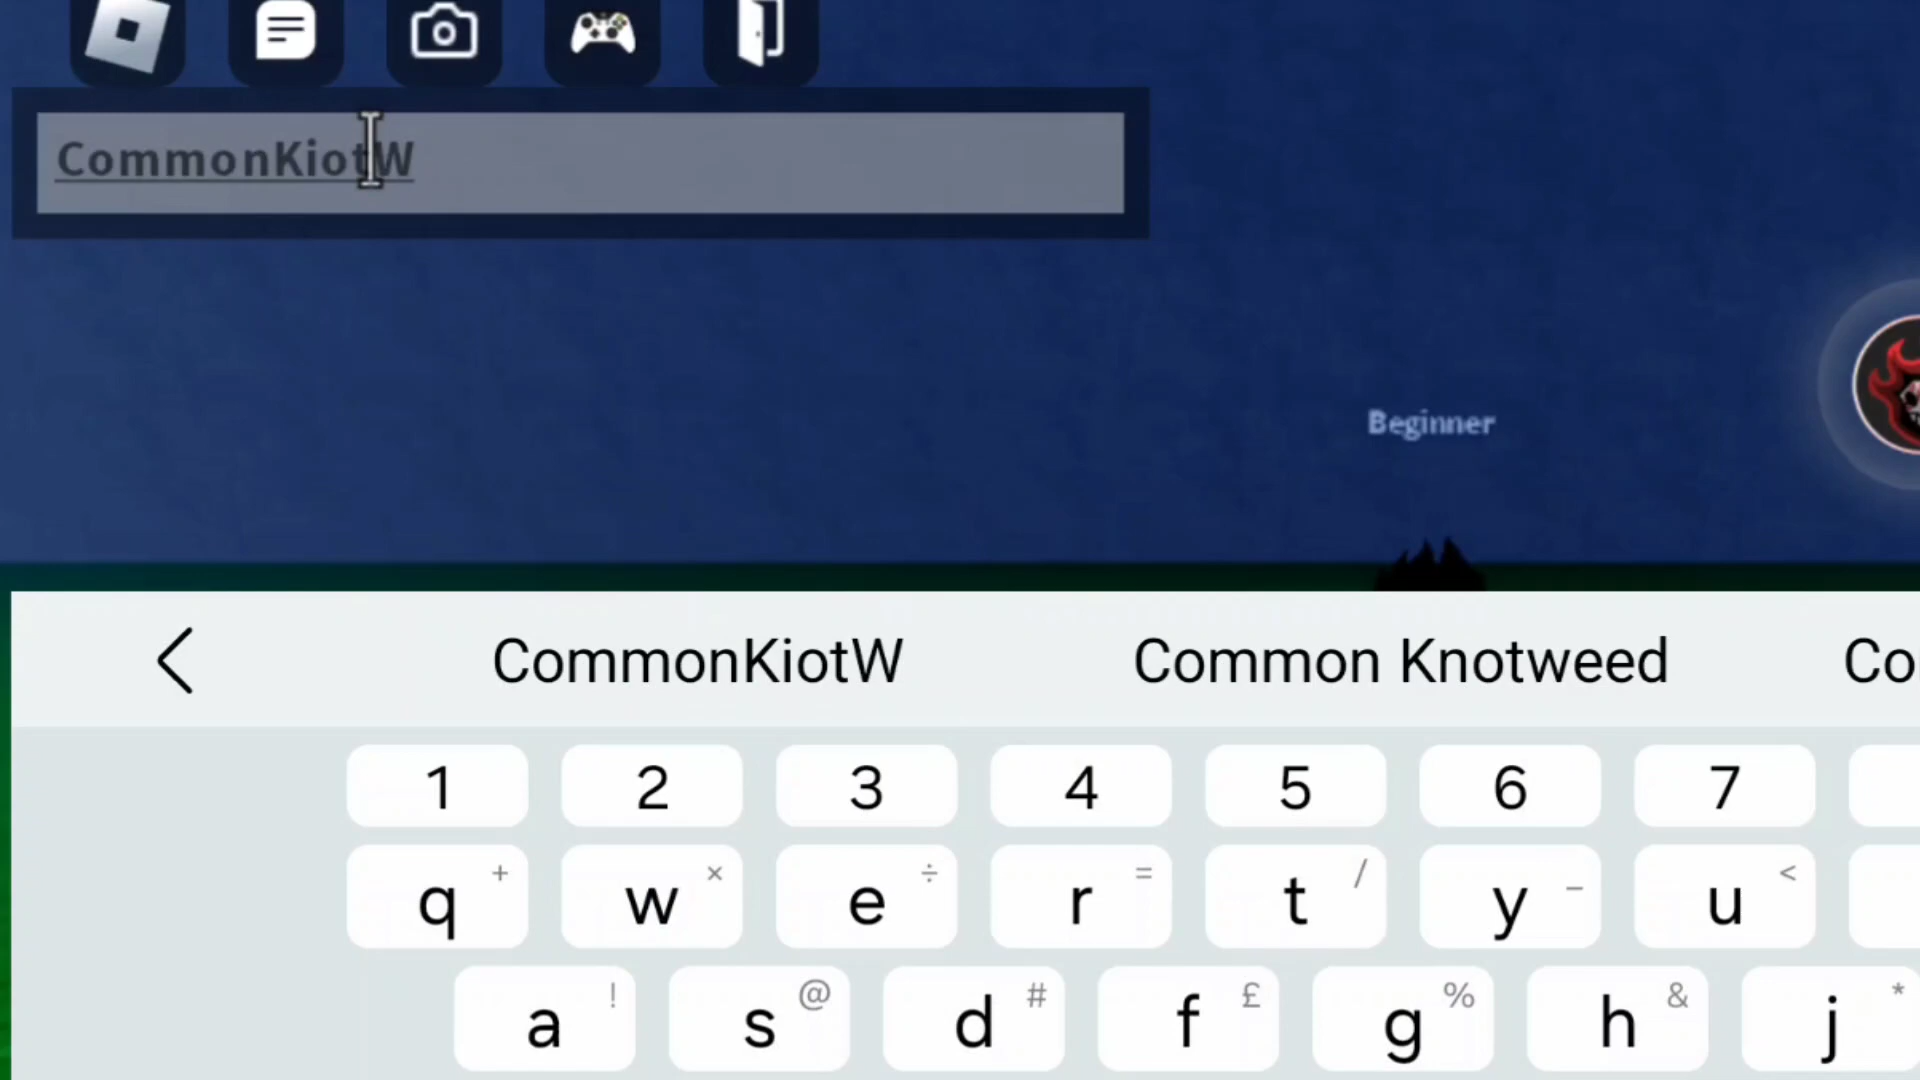 CommonKiotW
Beginner
CommonKiotW Common Knotweed Co
1 2 3 4 5 6 7
q + w × e ÷ r = t / y _ u <
a ! s @ d # f £ g % h & j *